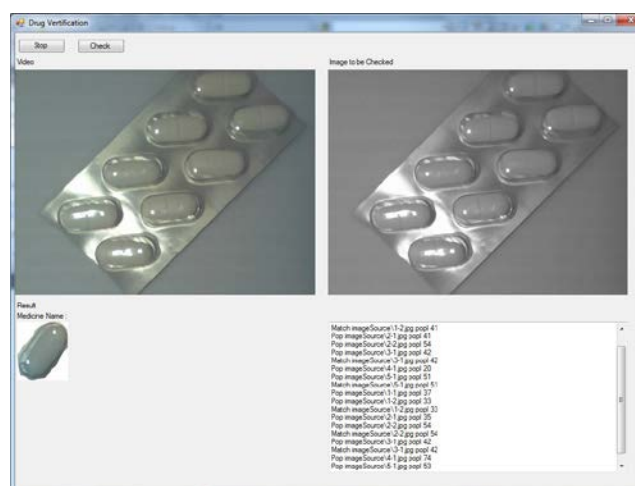 Drug Vertification
Stop
Check
Video
Image to be Checked
Result
Medicine Name :
Match imageSource\1-2.jpg popl 41
Pop imageSource\2-1.jpg popl 41
Pop imageSource\2-2.jpg popl 54
Pop imageSource\3-1.jpg popl 42
Match imageSource\3-1.jpg popl 42
Pop imageSource\4-1.jpg popl 20
Pop imageSource\5-1.jpg popl 51
Match imageSource\5-1.jpg popl 51
Pop imageSource\1-1.jpg popl 37
Pop imageSource\1-2.jpg popl 33
Match imageSource\1-2.jpg popl 33
Pop imageSource\2-1.jpg popl 35
Pop imageSource\2-2.jpg popl 54
Match imageSource\2-2.jpg popl 54
Pop imageSource\3-1.jpg popl 42
Match imageSource\3-1.jpg popl 42
Pop imageSource\4-1.jpg popl 74
Pop imageSource\5-1.jpg popl 53